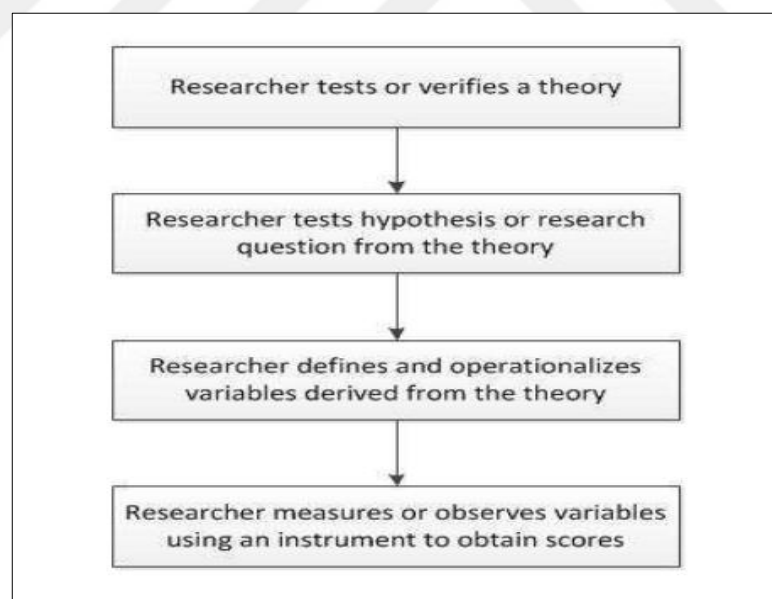 Researcher tests or verifies a theory
Researcher tests hypothesis or research
question from the theory
Researcher defines and operationalizes
variables derived from the theory
Researcher measures or observes variables
using an instrument to obtain scores